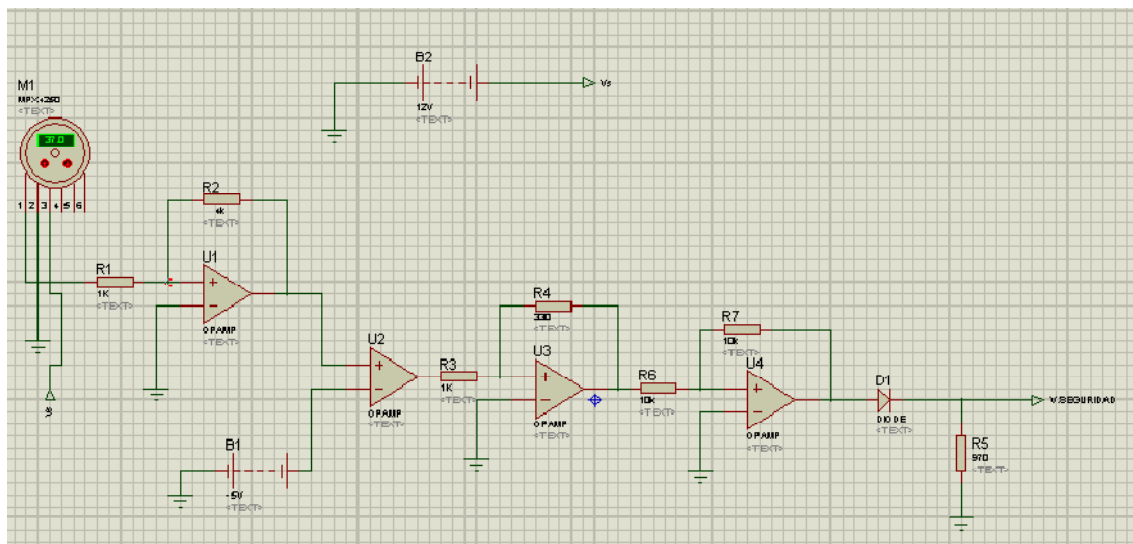 B2
12V
<TEXT>
Vs
M1
MPX4250
<TEXT>
37.0
1 2 3 4 5 6
R2
4k
<TEXT>
R1
1K
<TEXT>
U1
OPAMP
<TEXT>
U2
OPAMP
<TEXT>
R3
1K
<TEXT>
R4
330
<TEXT>
U3
OPAMP
<TEXT>
R6
10k
<TEXT>
R7
10k
<TEXT>
U4
OPAMP
<TEXT>
D1
DIODE
<TEXT>
V.SEGURIDAD
R5
970
<TEXT>
B1
-5V
<TEXT>